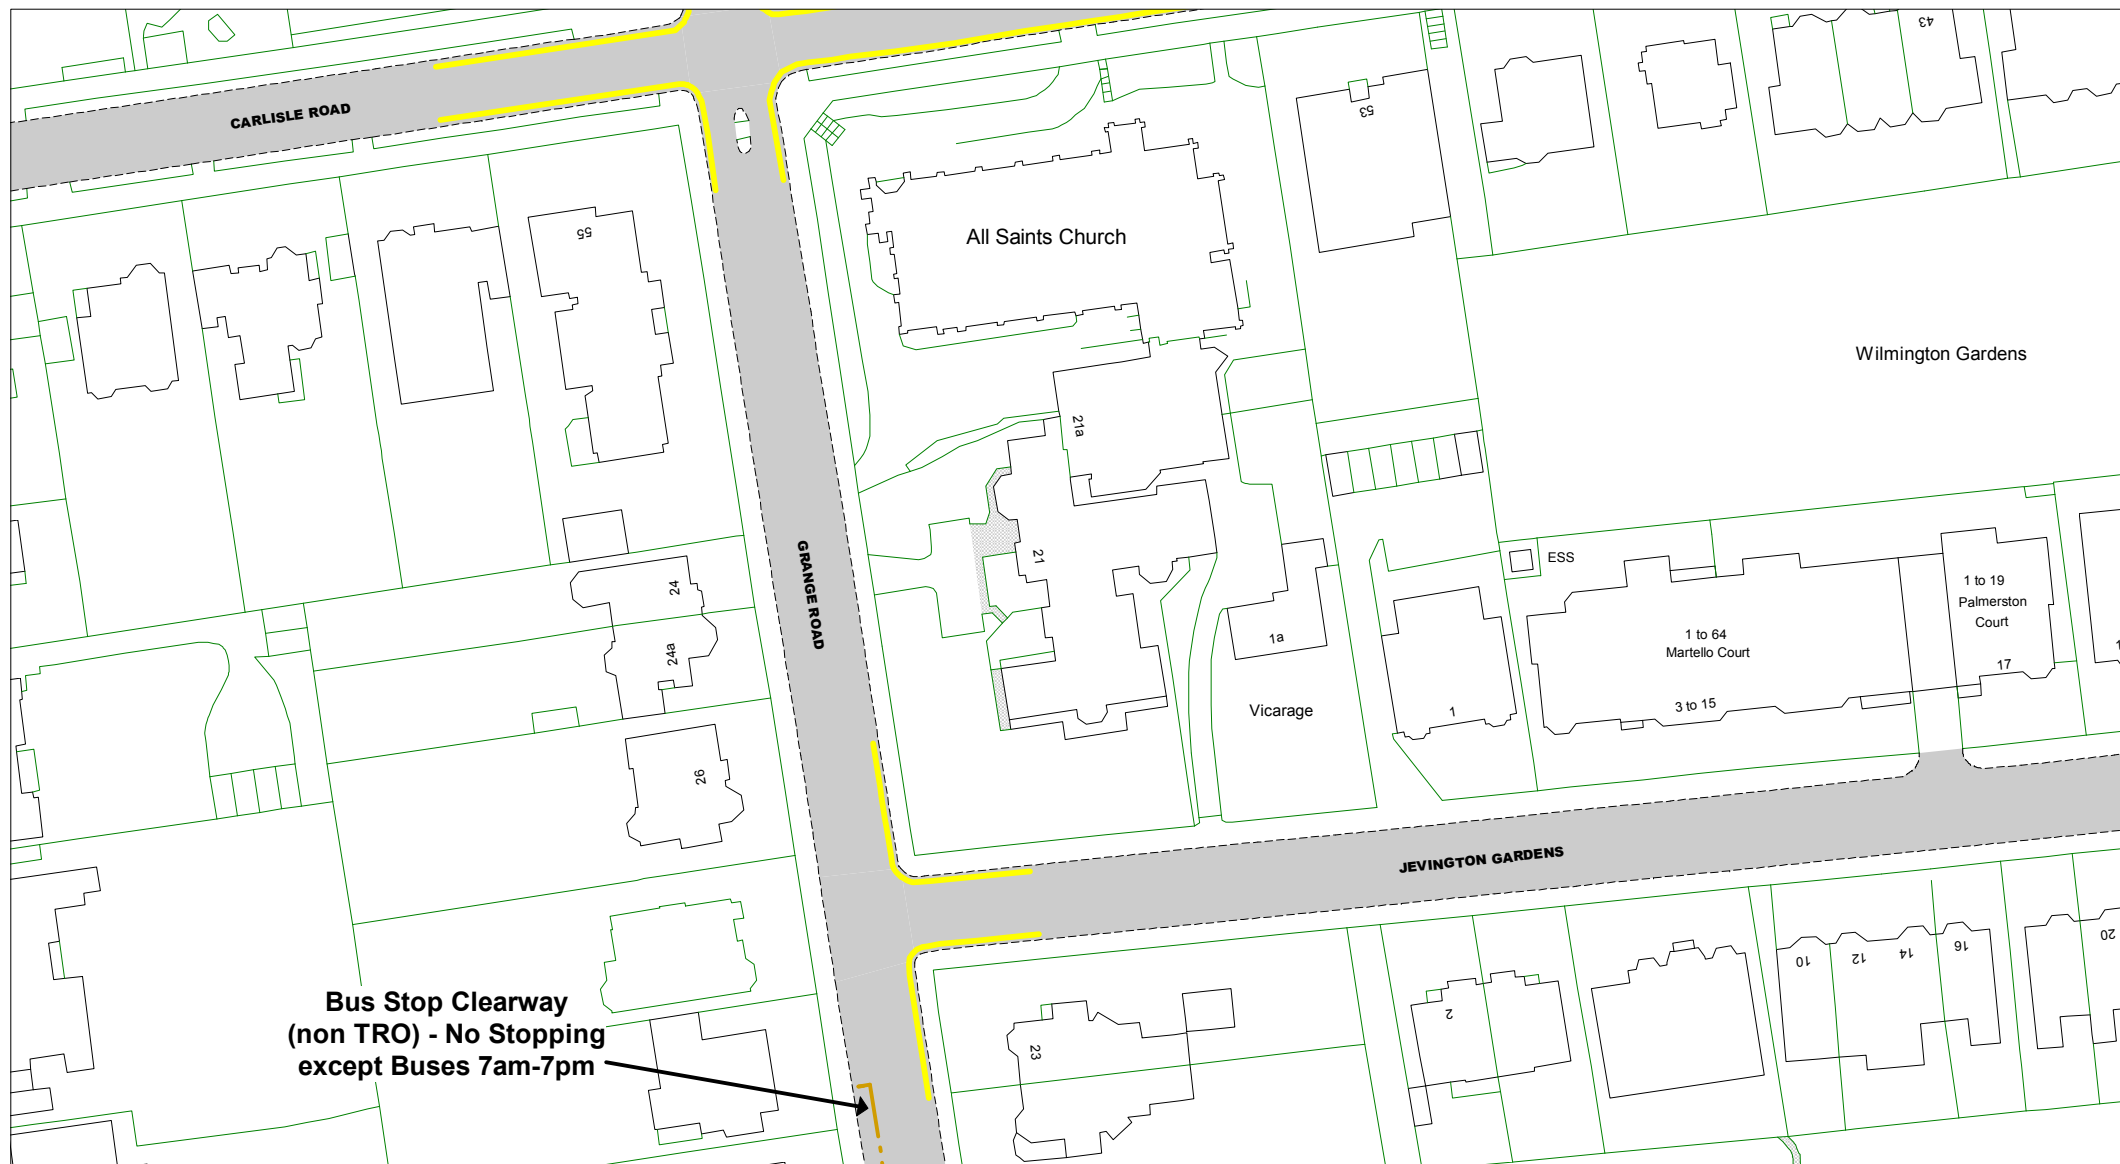 43
CARLISLE ROAD
53
55
All Saints Church
Wilmington Gardens
21a
GRANGE ROAD
21
ESS
24
24a
1a
1 to 19
Palmerston
Court
17
1 to 64
Martello Court
3 to 15
1
Vicarage
26
JEVINGTON GARDENS
Bus Stop Clearway
(non TRO) - No Stopping
except Buses 7am-7pm
23
2
10
12
14
16
20